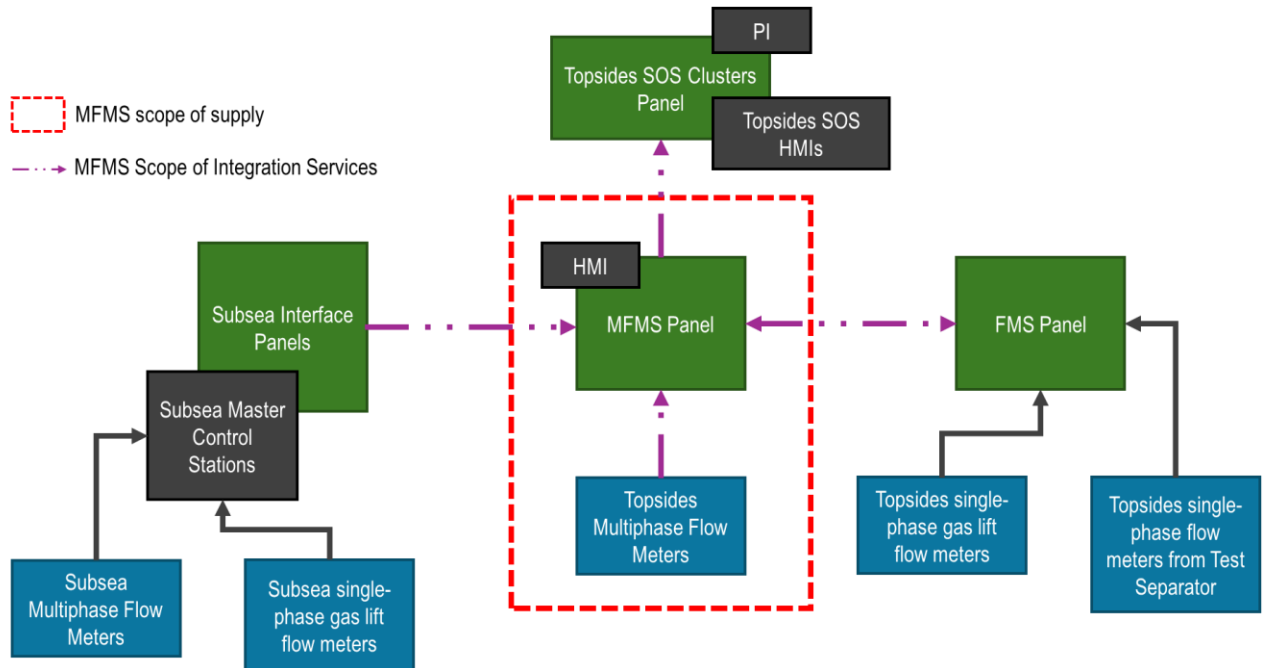 PI
Topsides SOS Clusters
Panel
Topsides SOS
HMIs
MFMS scope of supply
MFMS Scope of Integration Services
HMI
Subsea Interface
Panels
MFMS Panel
FMS Panel
Subsea Master
Control
Stations
Topsides
Multiphase Flow
Meters
Topsides single-
phase gas lift
flow meters
Topsides single-
phase flow
meters from Test
Separator
Subsea
Multiphase Flow
Meters
Subsea single-
phase gas lift
flow meters